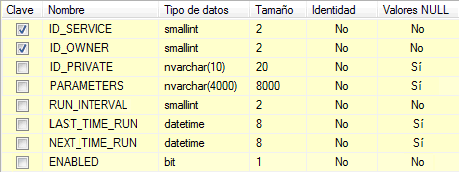 Clave Nombre Tipo de datos Tamaño Identidad Valores NULL
ID_SERVICE smallint 2 No No
ID_OWNER smallint 2 No No
ID_PRIVATE nvarchar(10) 20 No Sí
PARAMETERS nvarchar(4000) 8000 No Sí
RUN_INTERVAL smallint 2 No No
LAST_TIME_RUN datetime 8 No Sí
NEXT_TIME_RUN datetime 8 No Sí
ENABLED bit 1 No No